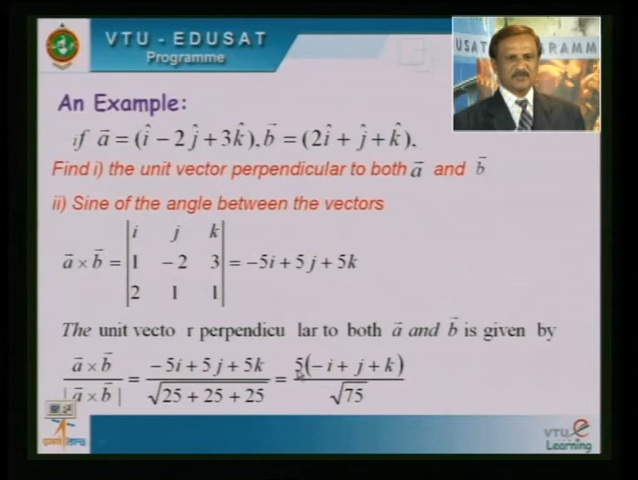 VTU - EDUSAT
Programme
USAT
RAMM
An Example:
if a⃗ = (î − 2ĵ + 3k̂), b⃗ = (2î + ĵ + k̂),
Find i) the unit vector perpendicular to both a⃗ and b⃗
ii) Sine of the angle between the vectors
a⃗ × b⃗ = | i j k | 1 −2 3 | 2 1 1 | = −5i + 5j + 5k
The unit vecto r perpendicu lar to both a⃗ and b⃗ is given by
a⃗ × b⃗ / | a⃗ × b⃗ | = −5i + 5j + 5k / √25 + 25 + 25 = 5(−i + j + k) / √75
VTU e
Learning